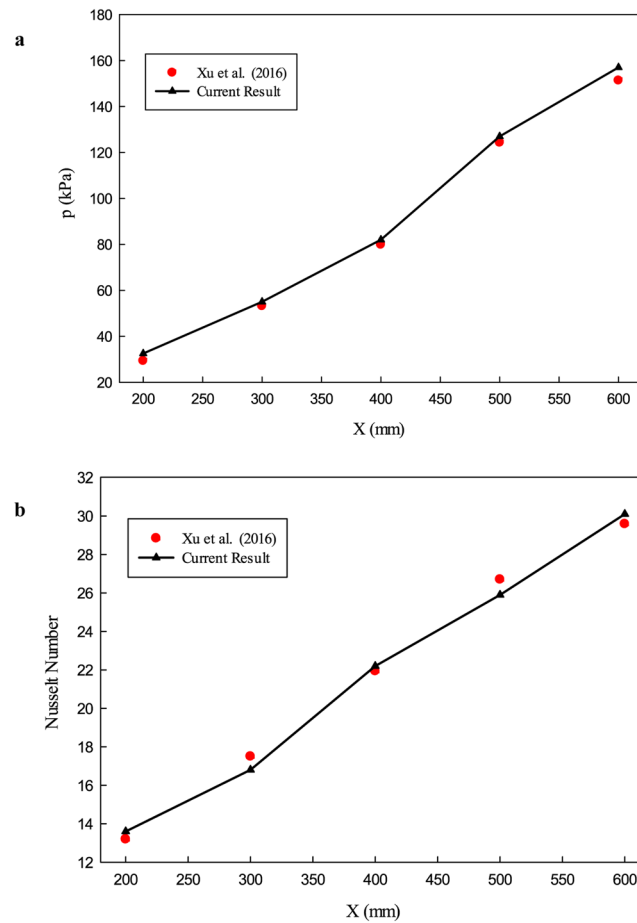 a
180
160
140
120
100
80
60
40
20
p (kPa)
Xu et al. (2016)
Current Result
200 250 300 350 400 450 500 550 600
X (mm)
b
32
30
28
26
24
22
20
18
16
14
12
Nusselt Number
Xu et al. (2016)
Current Result
200 250 300 350 400 450 500 550 600
X (mm)